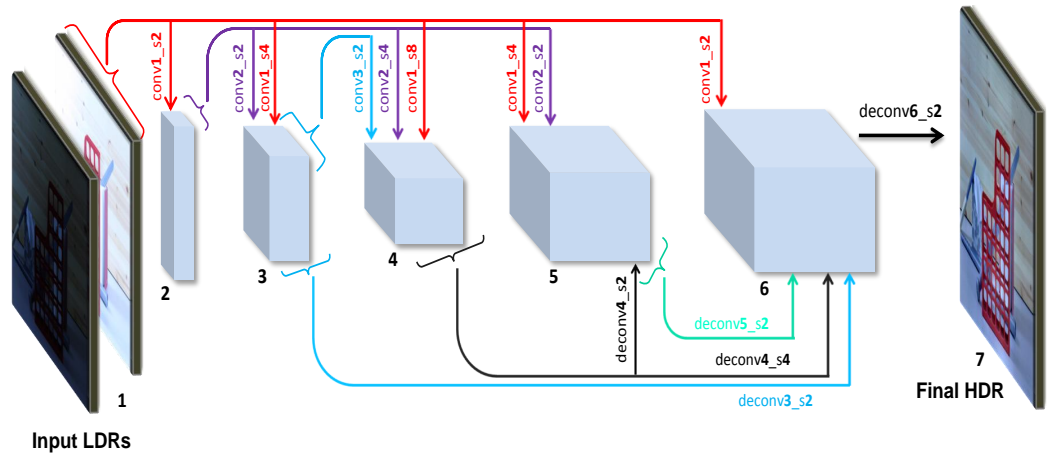 conv1_s2
conv2_s2
conv1_s4
conv3_s2
conv2_s4
conv1_s8
conv1_s4
conv2_s2
conv1_s2
deconv6_s2
2
3
4
5
6
deconv4_s2
deconv5_s2
deconv4_s4
deconv3_s2
1
Input LDRs
7
Final HDR